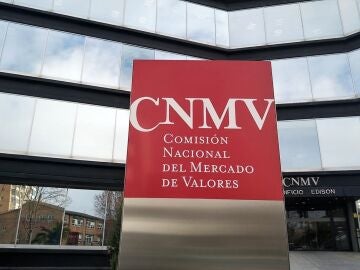 CNMV
COMISIÓN
NACIONAL
DEL MERCADO
DE VALORES
CNMV
EDIFICIO EDISON